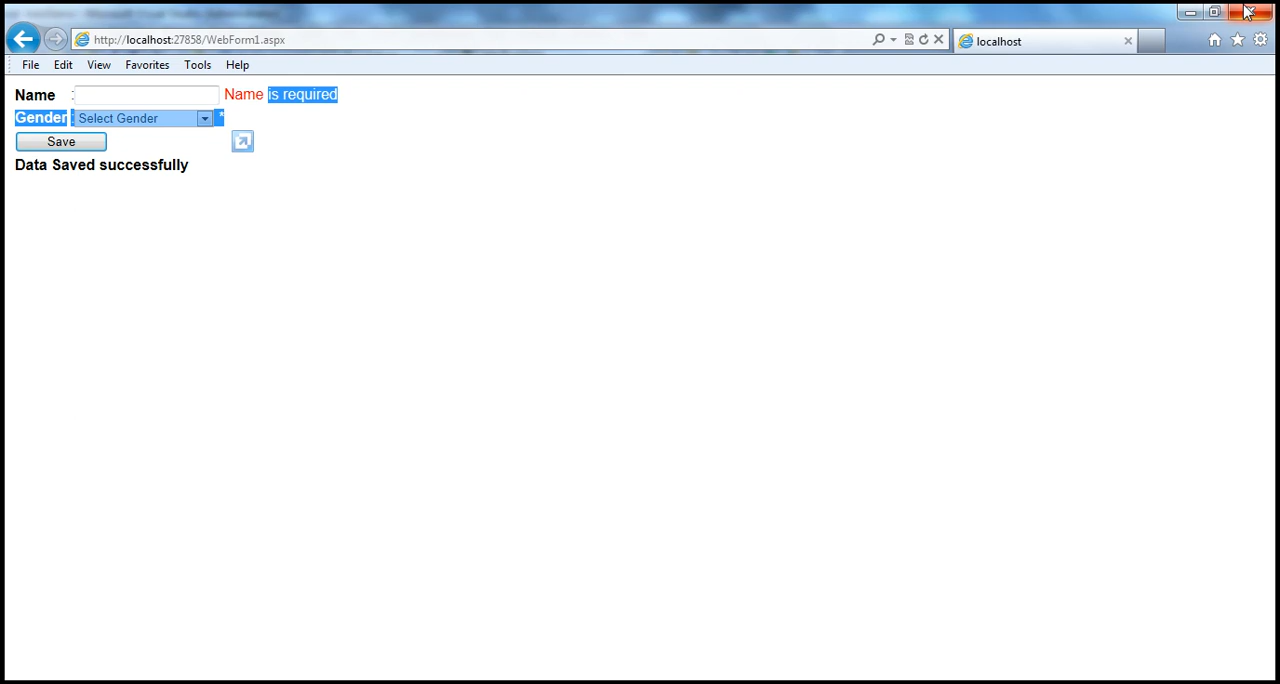 http://localhost:27858/WebForm1.aspx
localhost
File Edit View Favorites Tools Help
Name : Name is required
Gender : Select Gender *
Save
Data Saved successfully